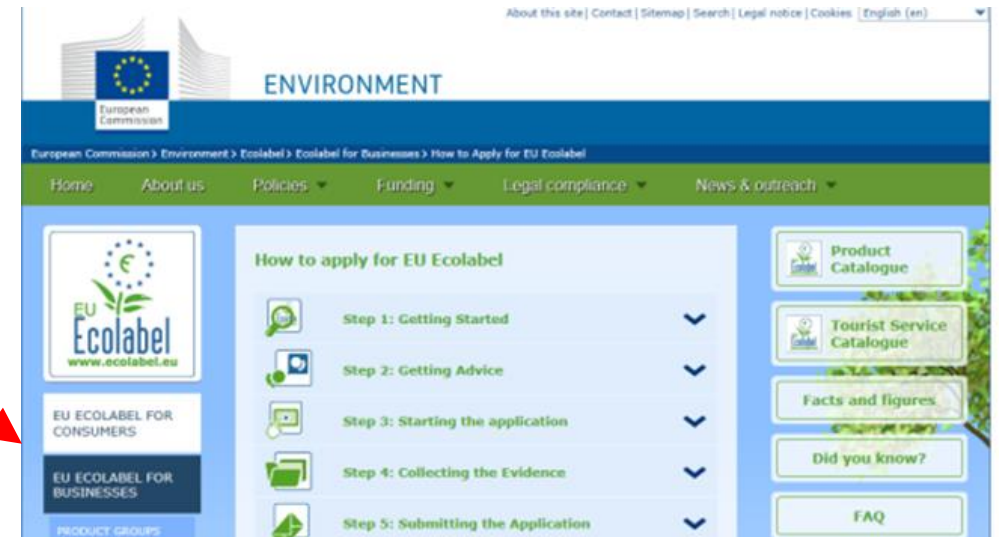 About this site | Contact | Sitemap | Search | Legal notice | Cookies English (en)
European
Commission
ENVIRONMENT
European Commission > Environment > Ecolabel > Ecolabel for Businesses > How to Apply for EU Ecolabel
Home About us Policies Funding Legal compliance News & outreach
EU
Ecolabel
www.ecolabel.eu
EU ECOLABEL FOR
CONSUMERS
EU ECOLABEL FOR
BUSINESSES
PRODUCT GROUPS
How to apply for EU Ecolabel
Step 1: Getting Started
Step 2: Getting Advice
Step 3: Starting the application
Step 4: Collecting the Evidence
Step 5: Submitting the Application
Product
Catalogue
Tourist Service
Catalogue
Facts and figures
Did you know?
FAQ